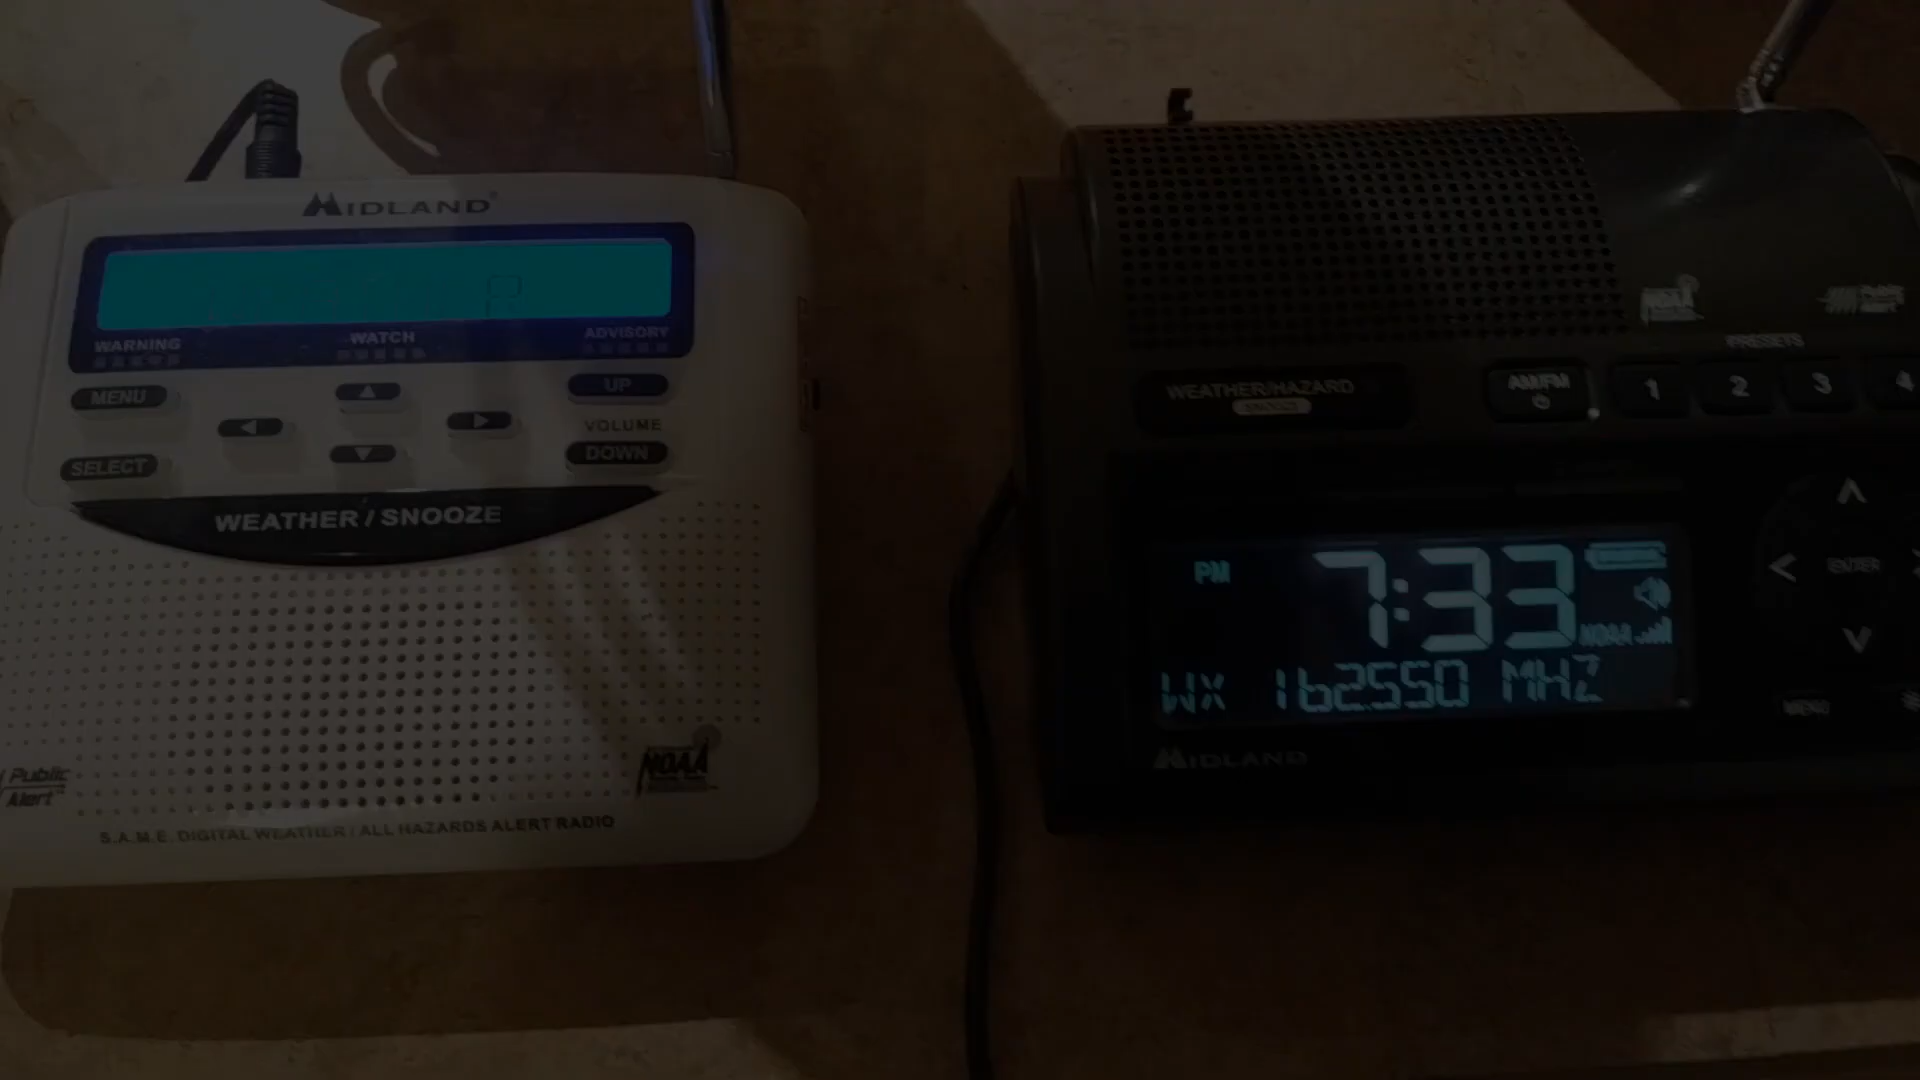 MIDLAND
WARNING WATCH ADVISORY
MENU UP
VOLUME
SELECT DOWN
WEATHER / SNOOZE
Public
Alert
NOAA
S.A.M.E. DIGITAL WEATHER / ALL HAZARDS ALERT RADIO
PRESETS
WEATHER/HAZARD
SNOOZE
AM/FM 1 2 3 4
PM 7:33
NOAA
WX 162550 MHZ
ENTER
MENU
MIDLAND